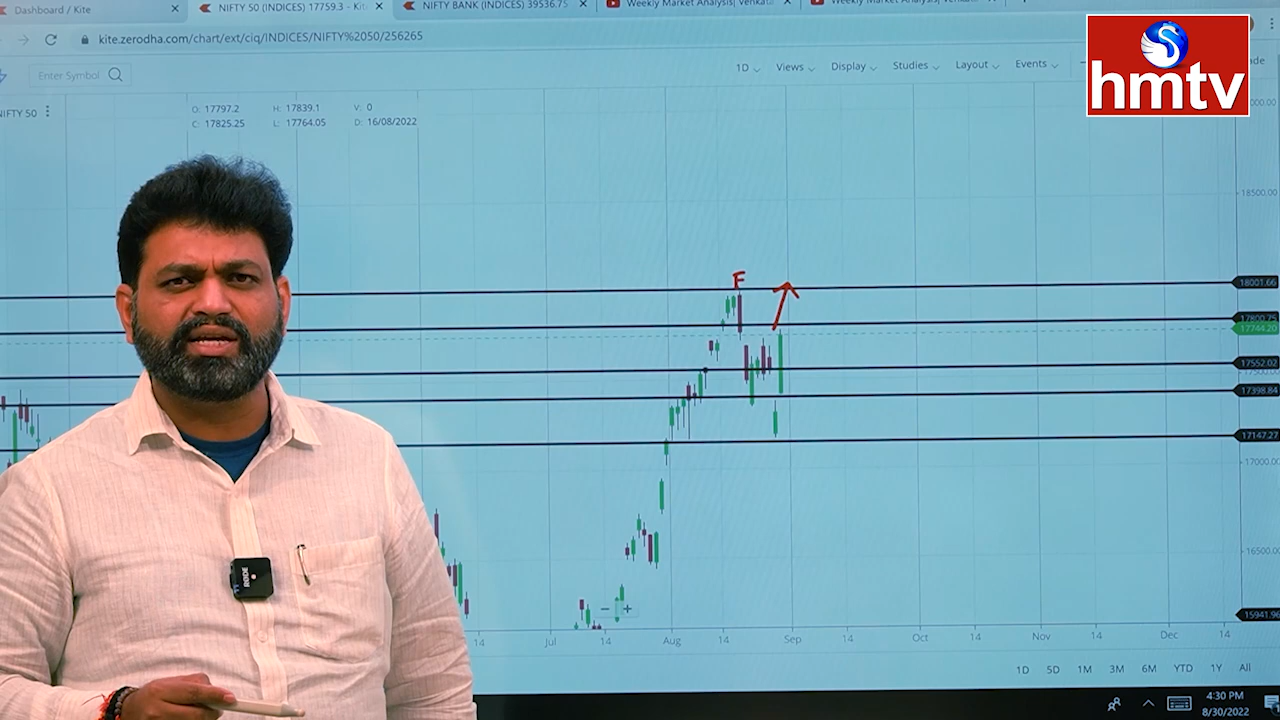 Dashboard / Kite
NIFTY 50 (INDICES) 17759.3 - Kit
NIFTY BANK (INDICES) 39536.75
Weekly Market Analysis| Venkat
Weekly Market Analysis| Venkat
kite.zerodha.com/chart/ext/ciq/INDICES/NIFTY%2050/256265
hmtv
Enter Symbol
1D
Views
Display
Studies
Layout
Events
NIFTY 50
O: 17797.2 H: 17839.1 V: 0
C: 17825.25 L: 17764.05 D: 16/08/2022
18500.00
F
18001.66
17800.75
17744.20
17552.02
17500.00
17398.84
17147.27
17000.00
16500.00
15941.96
14 Jul 14 Aug 14 Sep 14 Oct 14 Nov 14 Dec 14
RØDE
1D 5D 1M 3M 6M YTD 1Y All
4:30 PM
8/30/2022